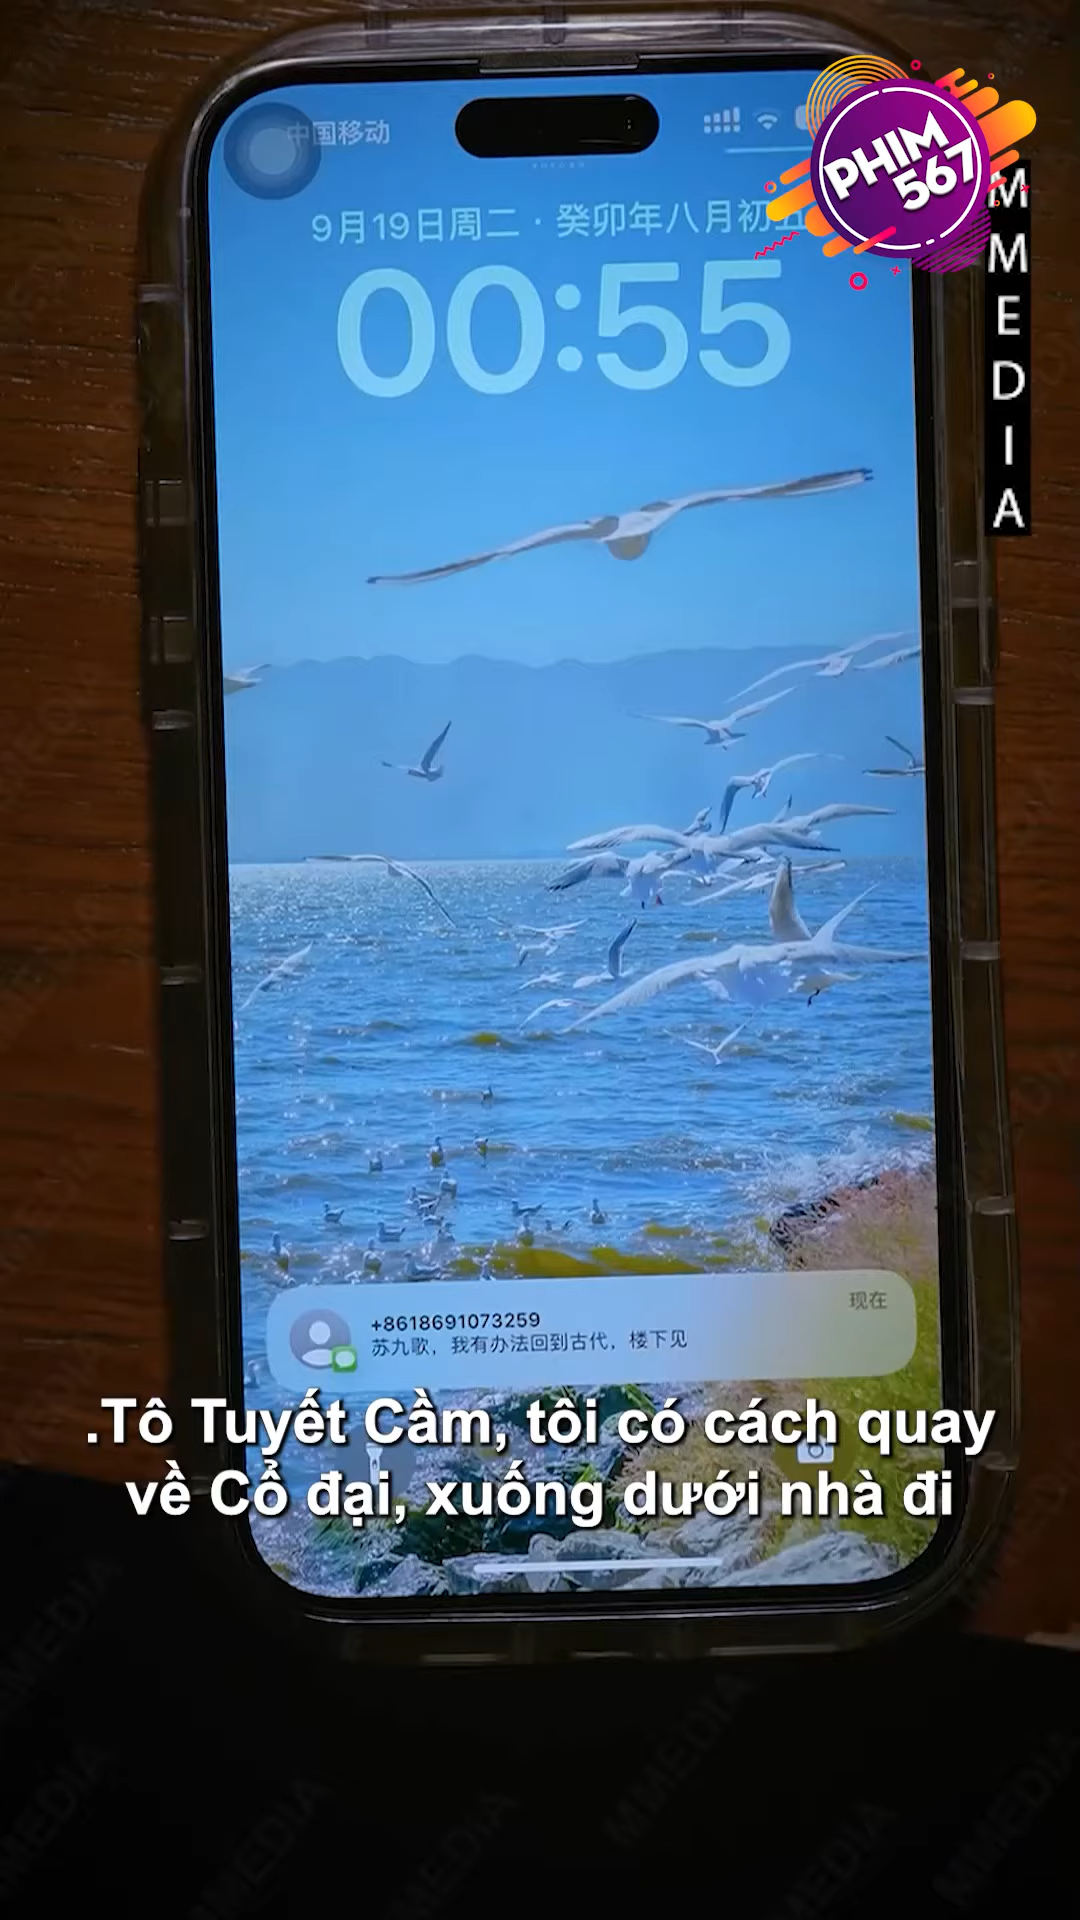 中国移动
PHIM
567
MMEDIA
9月19日周二 · 癸卯年八月初五
00:55
现在
+8618691073259
苏九歌，我有办法回到古代，楼下见
.Tô Tuyết Cầm, tôi có cách quay
về Cổ đại, xuống dưới nhà đi